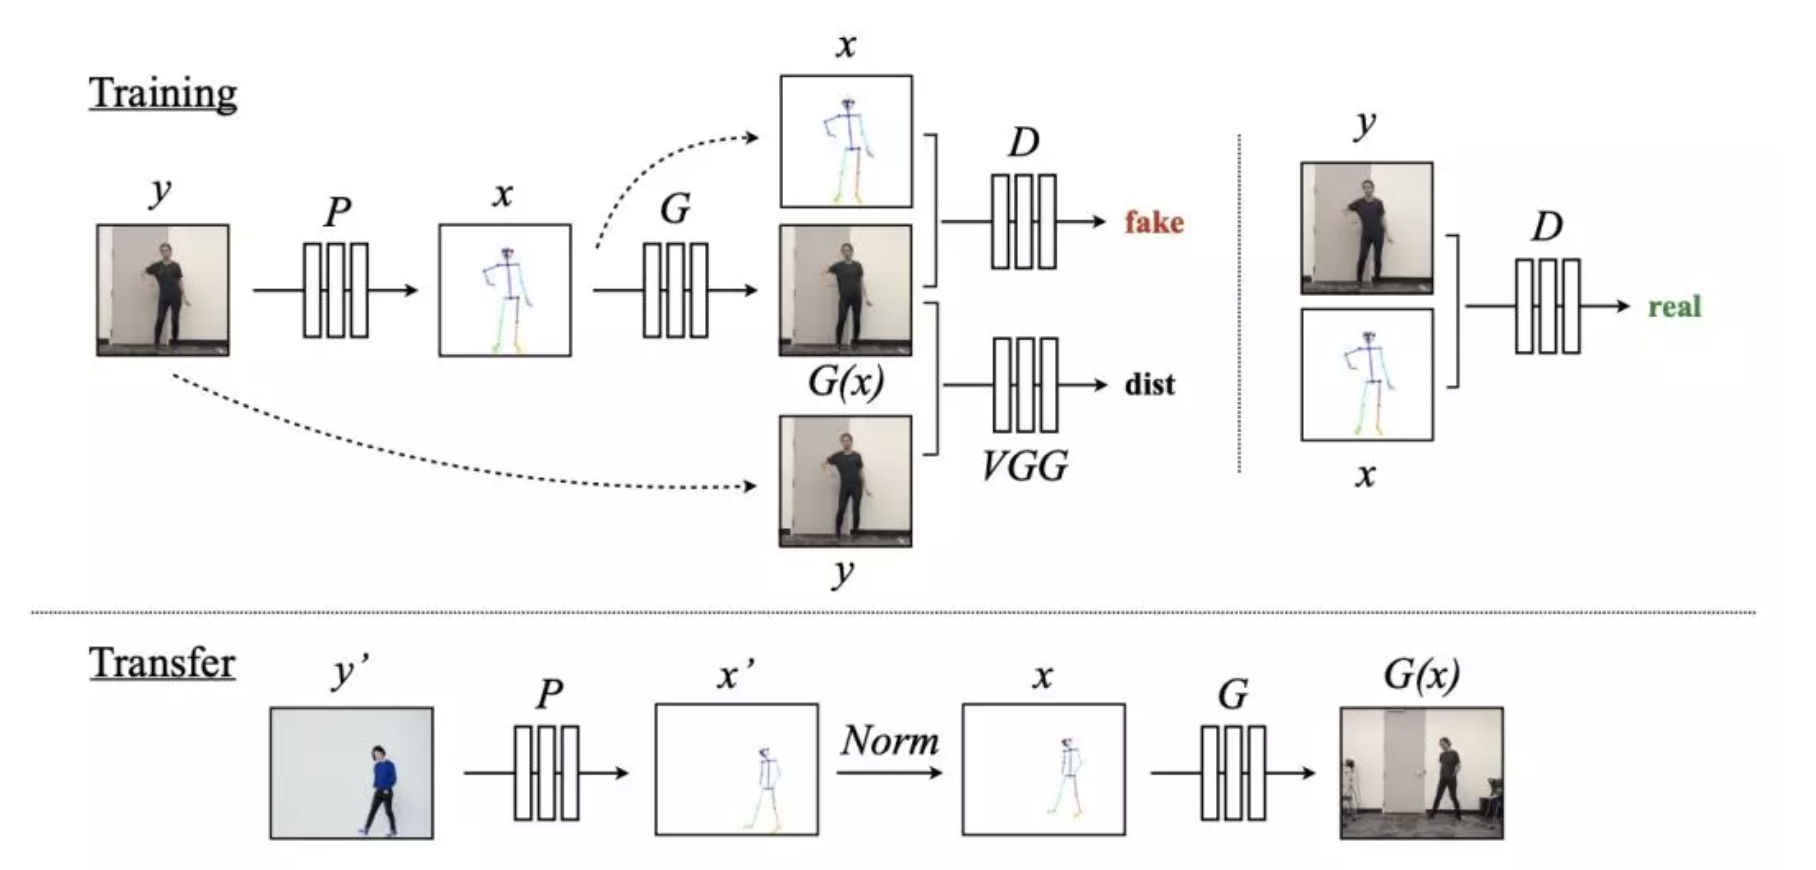 Training
y
P
x
G
x
G(x)
y
D
fake
VGG
dist
y
x
D
real
Transfer
y’
P
x’
Norm
x
G
G(x)